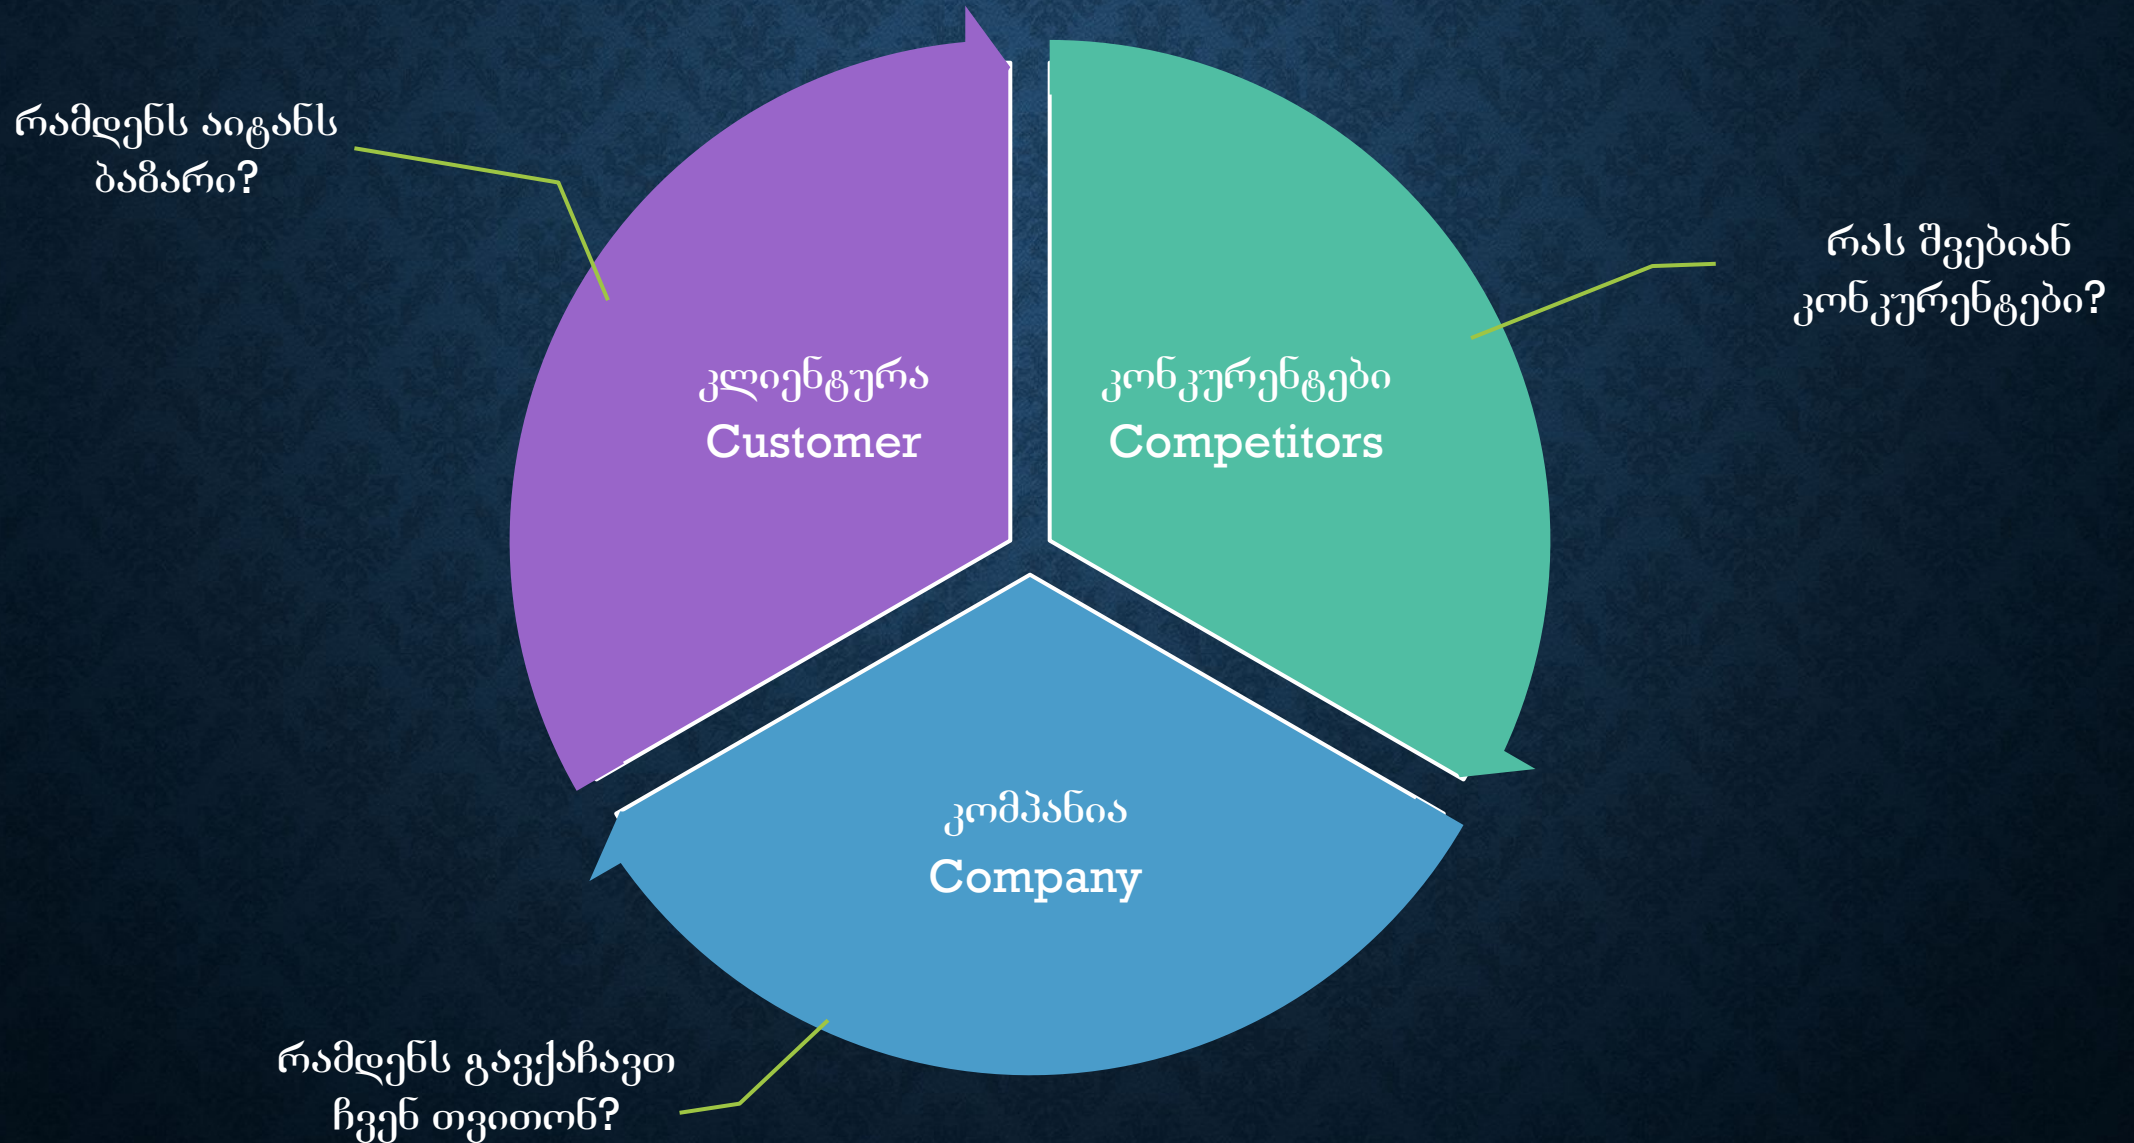 რამდენს აიტანს
ბაზარი?
რას შვებიან
კონკურენტები?
კლიენტურა
Customer
კონკურენტები
Competitors
კომპანია
Company
რამდენს გავქაჩავთ
ჩვენ თვითონ?